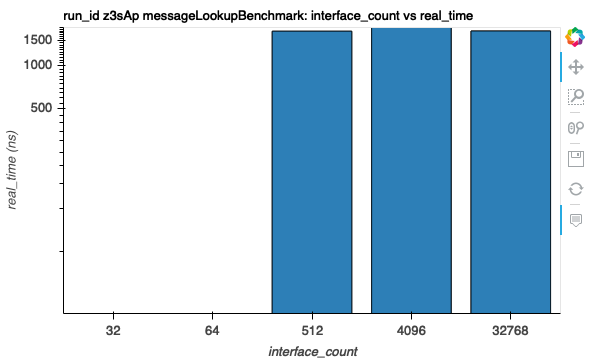 run_id z3sAp messageLookupBenchmark: interface_count vs real_time
1500
1000
500
real_time (ns)
32
64
512
4096
32768
interface_count